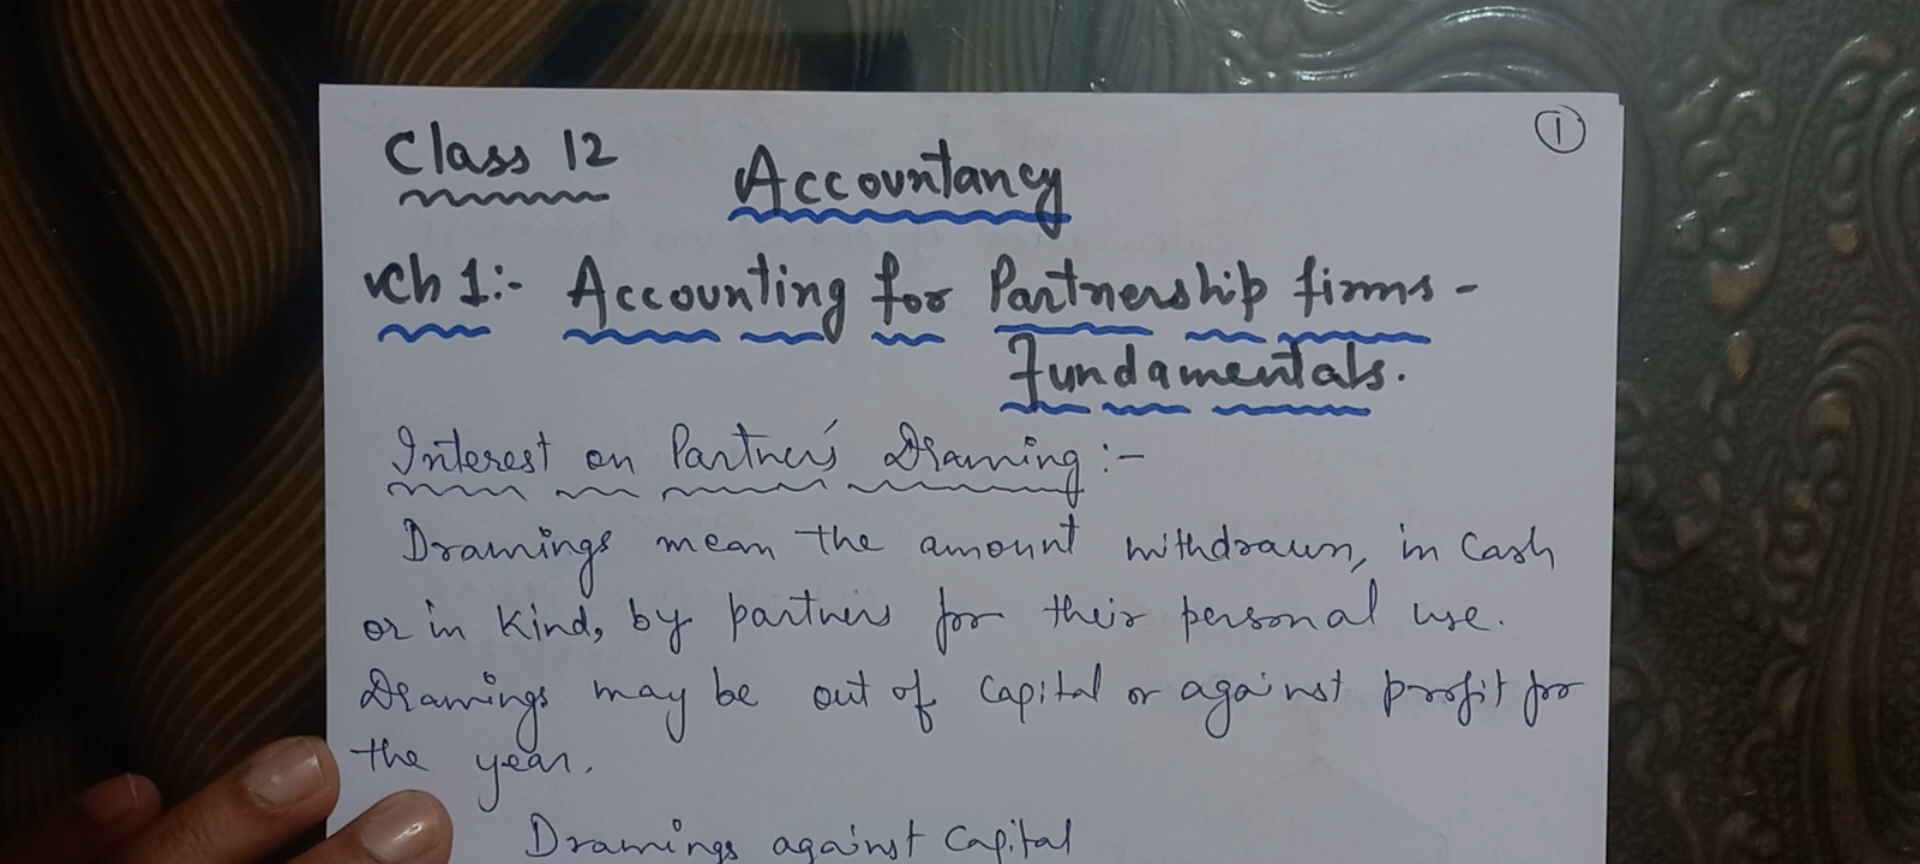 ①
Class 12
Accountancy
Ch 1:- Accounting for Partnership firms -
Fundamentals.
Interest on Partner's Drawing :-
Drawings mean the amount withdrawn, in Cash
or in Kind, by partners for their personal use.
Drawings may be out of Capital or against profit for
the year.
Drawings against Capital